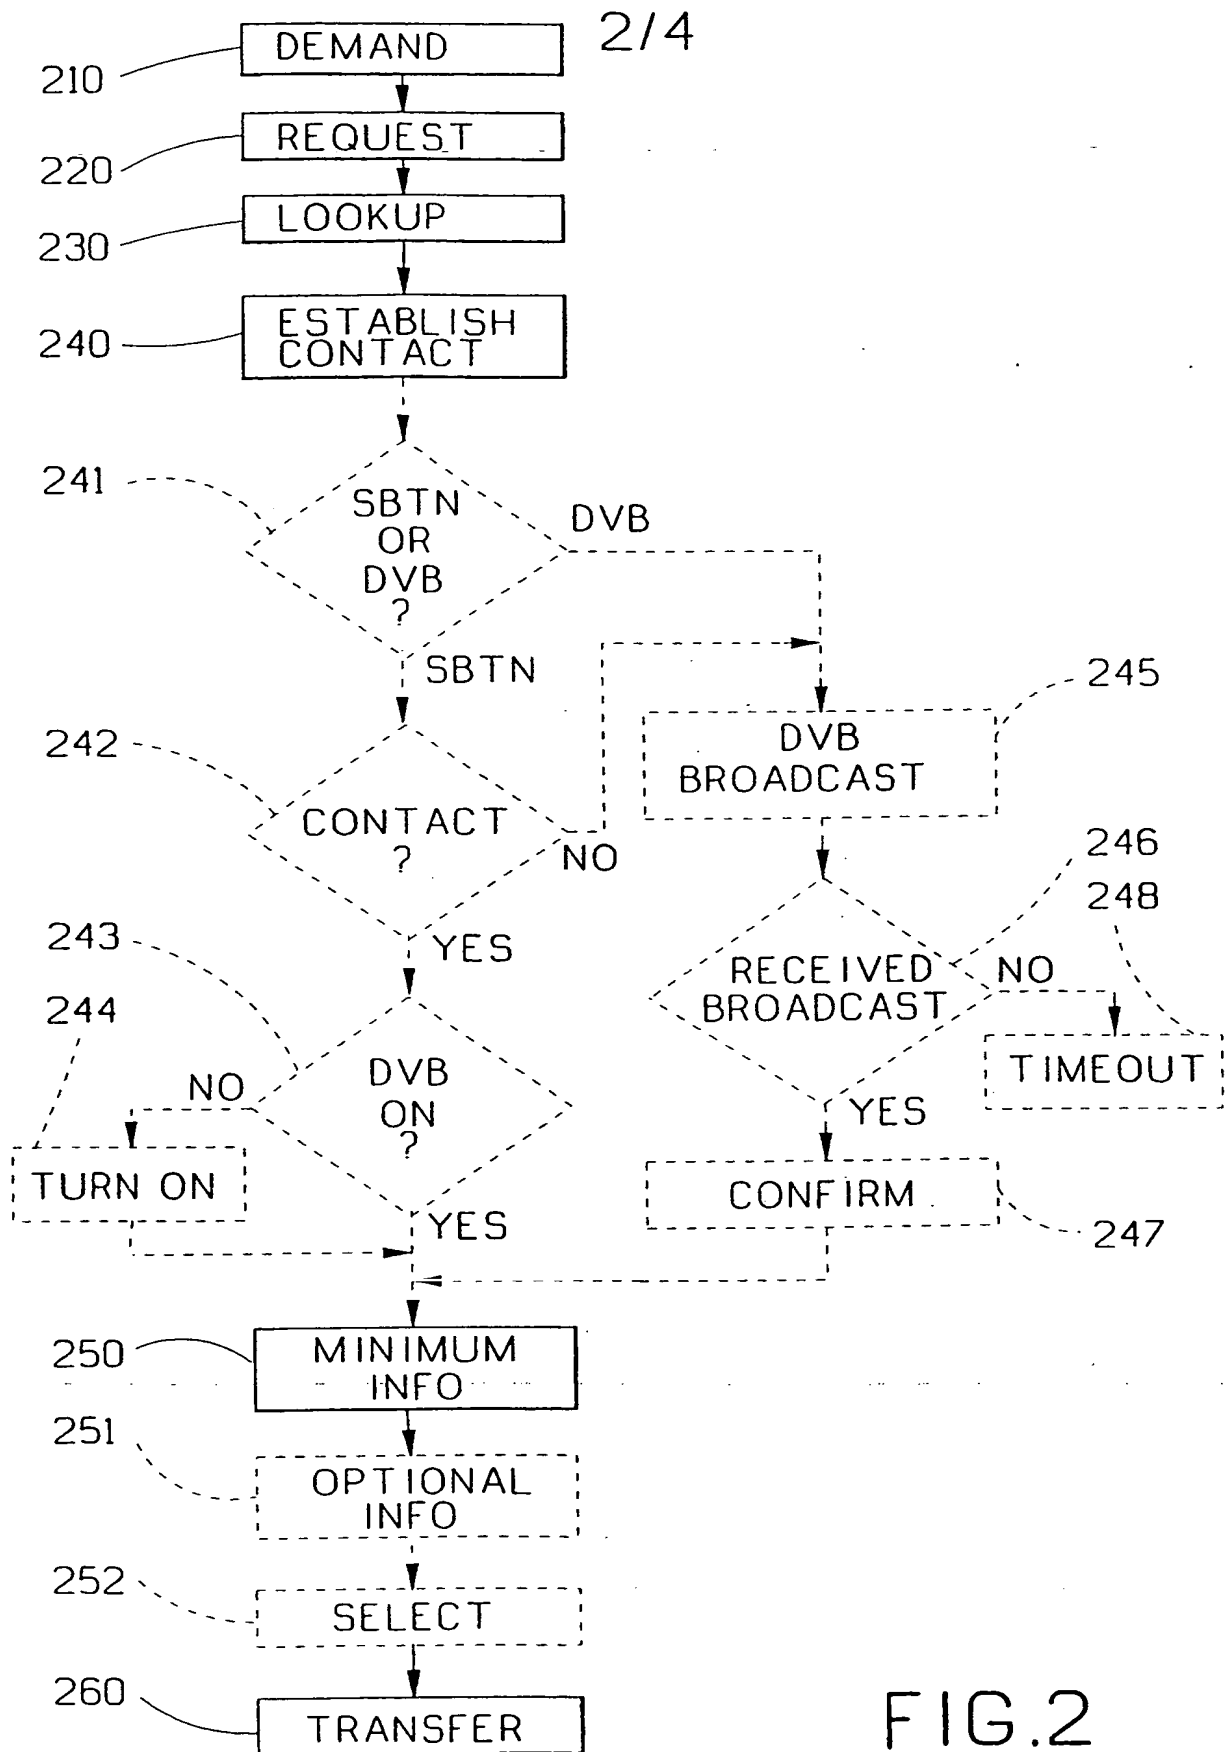 2/4
DEMAND
210
REQUEST
220
LOOKUP
230
ESTABLISH
CONTACT
240
241
SBTN
OR
DVB
?
DVB
SBTN
245
DVB
BROADCAST
242
CONTACT
?
NO
YES
246
248
243
RECEIVED
BROADCAST
NO
244
TIMEOUT
NO
DVB
ON
?
YES
TURN ON
CONFIRM
YES
247
250
MINIMUM
INFO
251
OPTIONAL
INFO
252
SELECT
260
TRANSFER
FIG.2